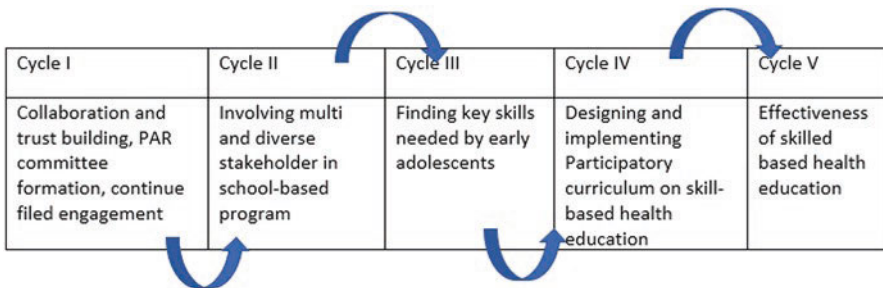 Cycle I
Cycle II
Cycle III
Cycle IV
Cycle V
Collaboration and
trust building, PAR
committee
formation, continue
filed engagement
Involving multi
and diverse
stakeholder in
school-based
program
Finding key skills
needed by early
adolescents
Designing and
implementing
Participatory
curriculum on skill-
based health
education
Effectiveness
of skilled
based health
education